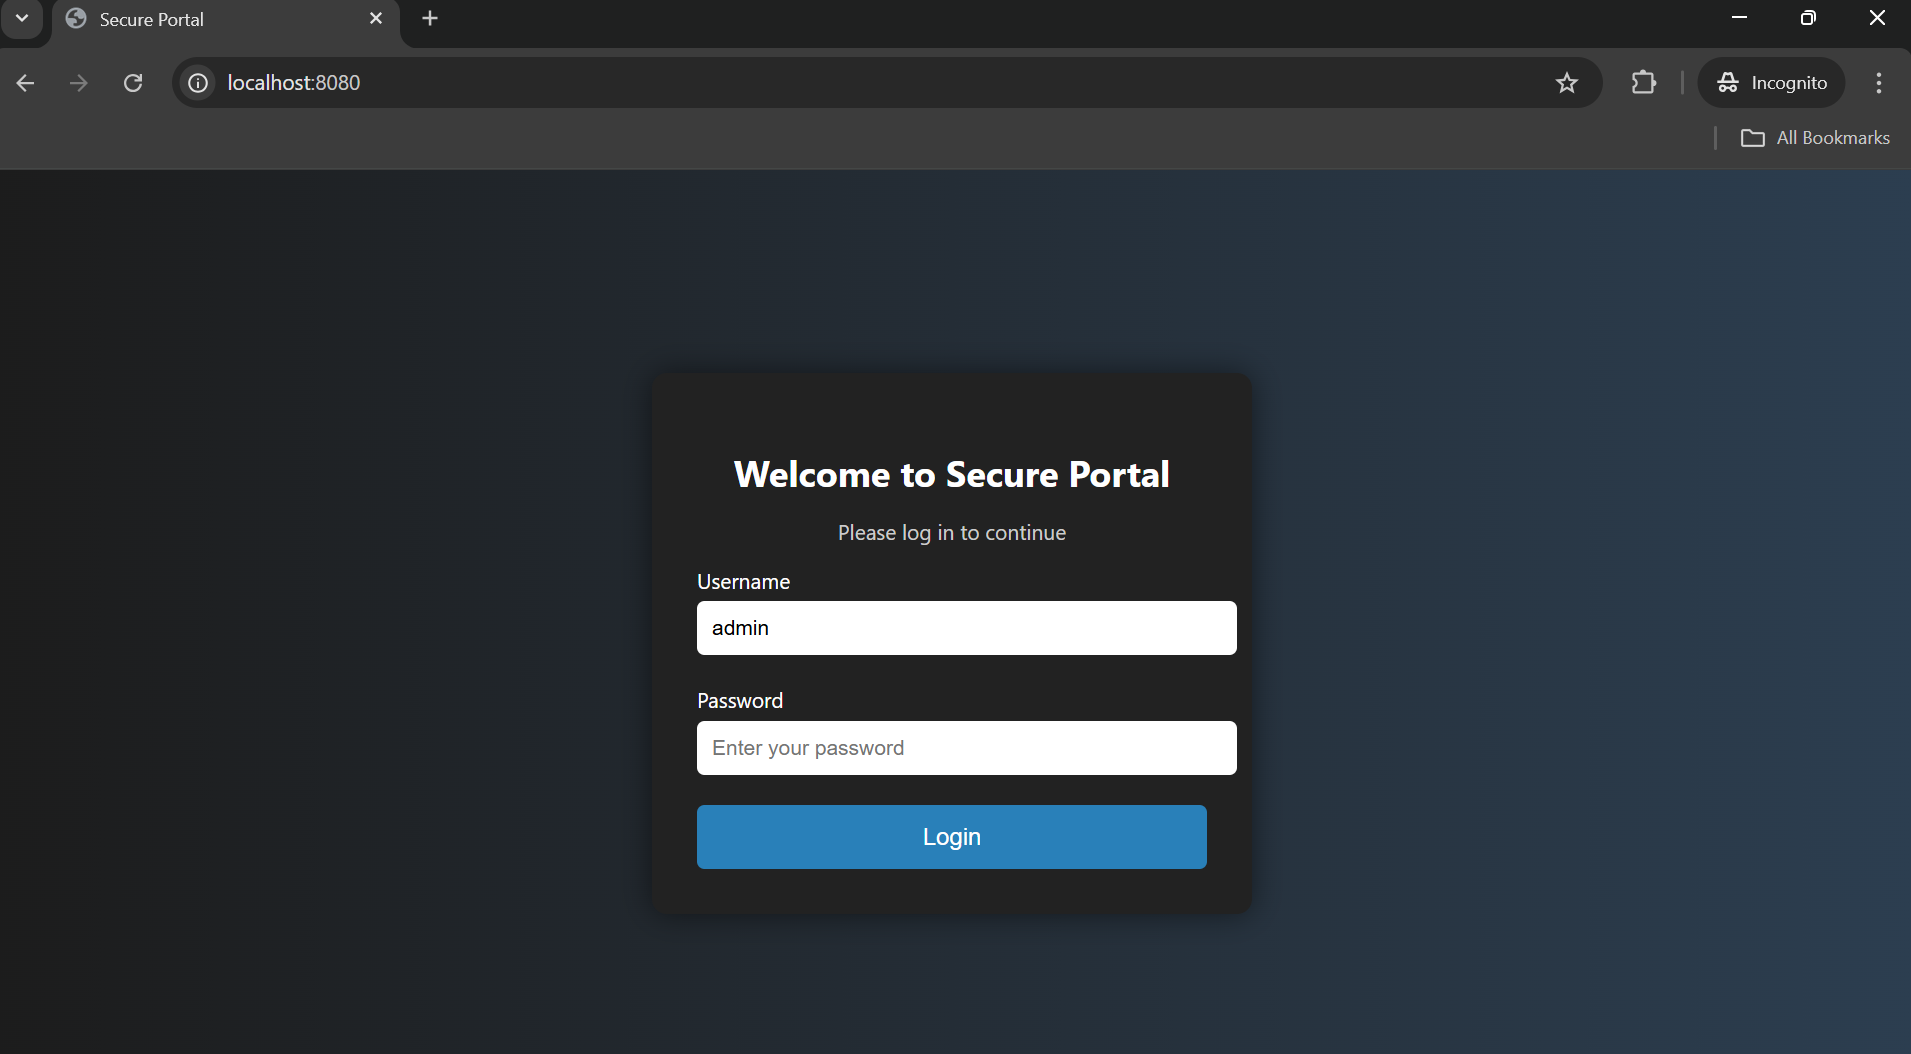 Secure Portal
localhost:8080
Incognito
All Bookmarks
Welcome to Secure Portal
Please log in to continue
Username
admin
Password
Enter your password
Login